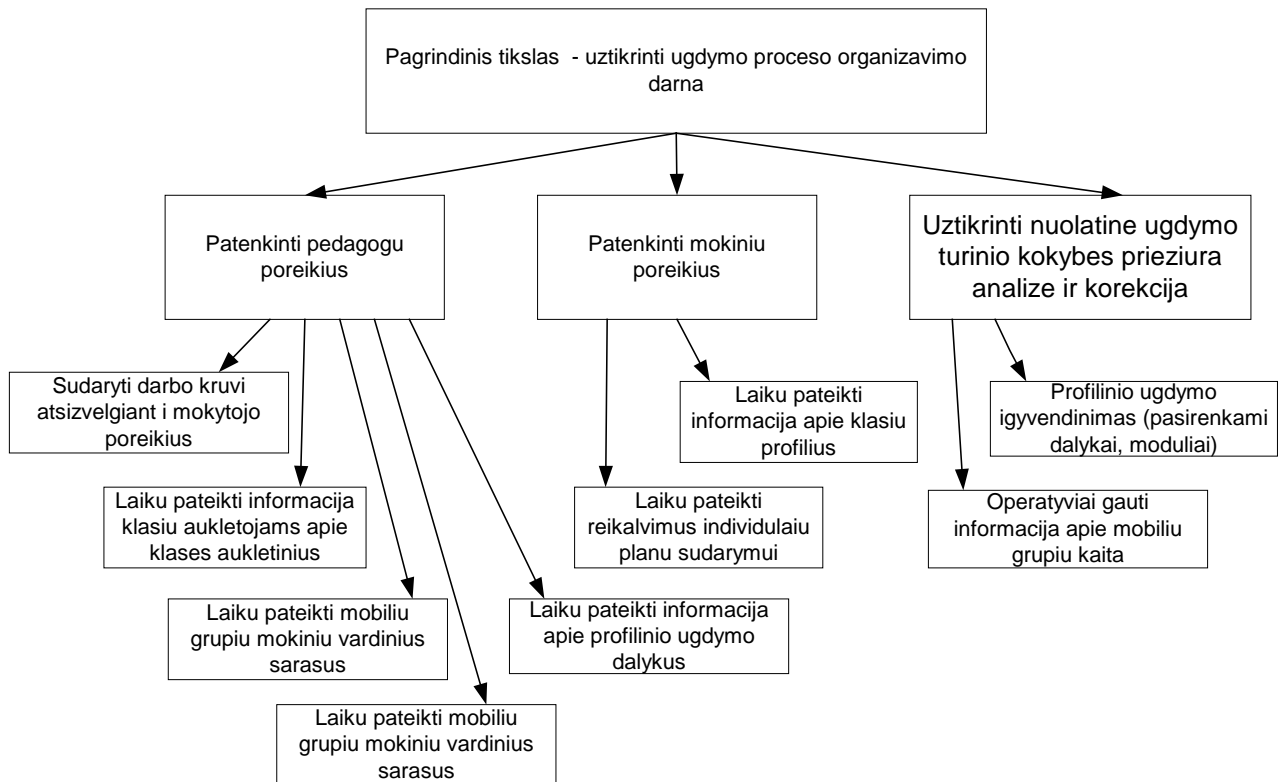 Pagrindinis tikslas - uztikrinti ugdymo proceso organizavimo
darna
Patenkinti pedagogu
poreikius
Patenkinti mokiniu
poreikius
Uztikrinti nuolatine ugdymo
turinio kokybes prieziura
analize ir korekcija
Sudaryti darbo kruvi
atsizvelgiant i mokytojo
poreikius
Laiku pateikti
informacija apie klasiu
profilius
Profilinio ugdymo
igyvendinimas (pasirenkami
dalykai, moduliai)
Laiku pateikti informacija
klasiu aukletojams apie
klases aukletinius
Laiku pateikti
reikalvimus individulaiu
planu sudarymui
Operatyviai gauti
informacija apie mobiliu
grupiu kaita
Laiku pateikti mobiliu
grupiu mokiniu vardinius
sarasus
Laiku pateikti informacija
apie profilinio ugdymo
dalykus
Laiku pateikti mobiliu
grupiu mokiniu vardinius
sarasus